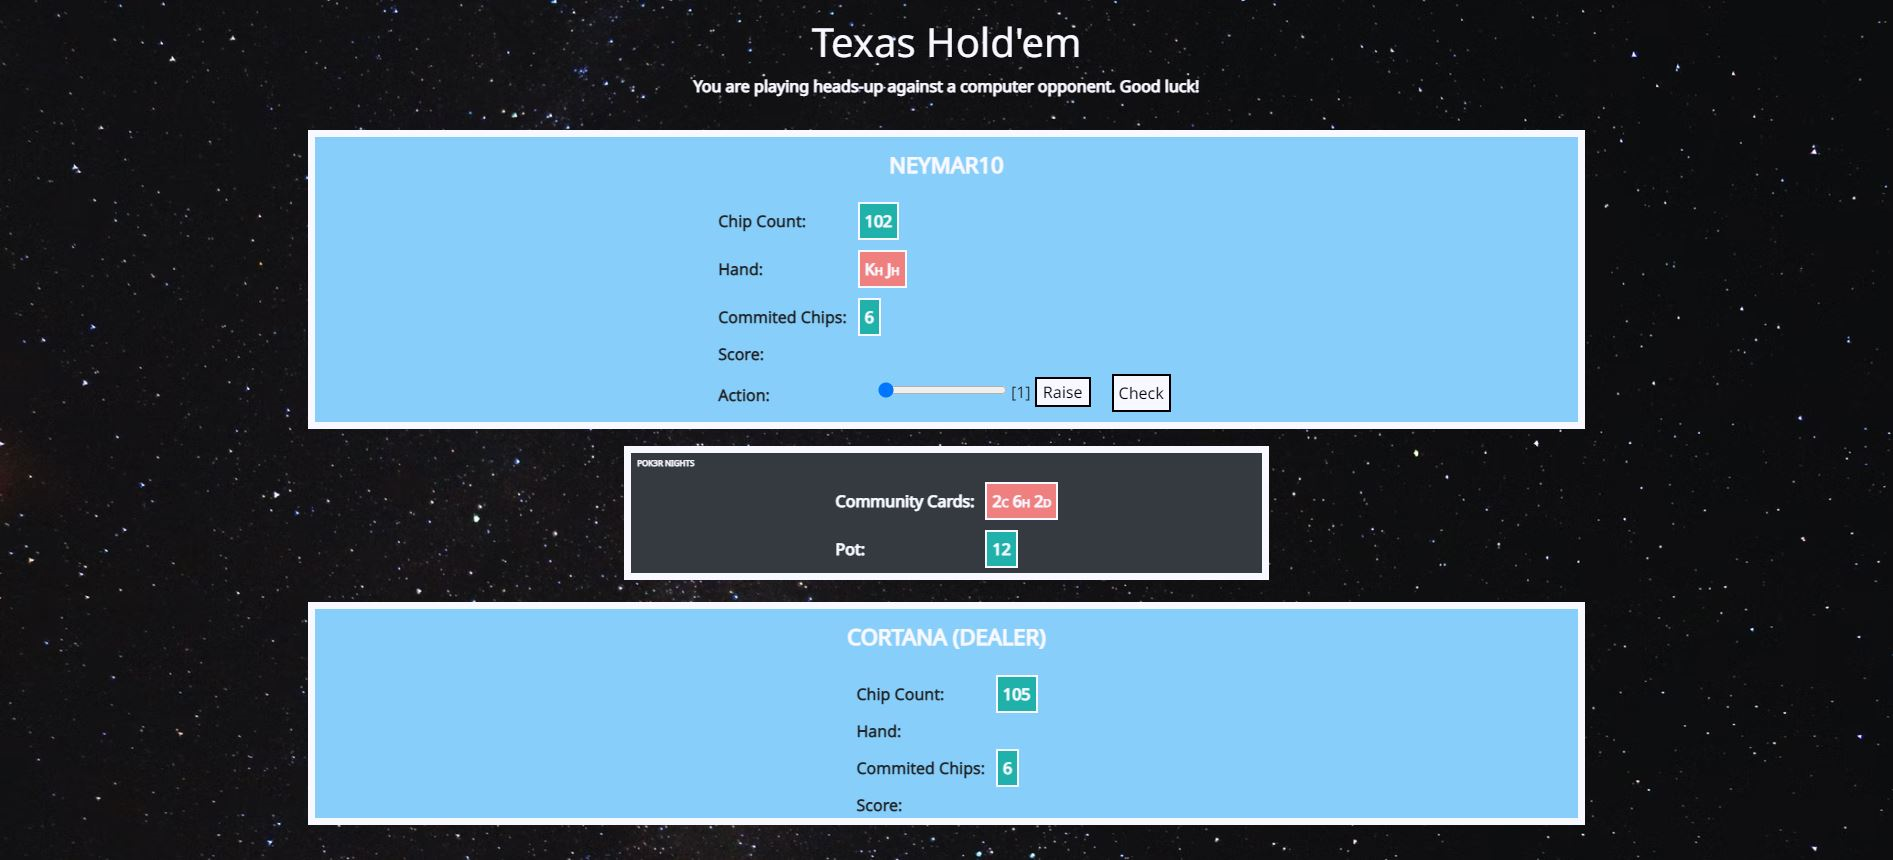 Texas Hold'em
You are playing heads-up against a computer opponent. Good luck!
NEYMAR10
Chip Count: 102
Hand: KH JH
Commited Chips: 6
Score:
Action: [1] Raise Check
POK3R NIGHTS
Community Cards: 2C 6H 2D
Pot: 12
CORTANA (DEALER)
Chip Count: 105
Hand:
Commited Chips: 6
Score: